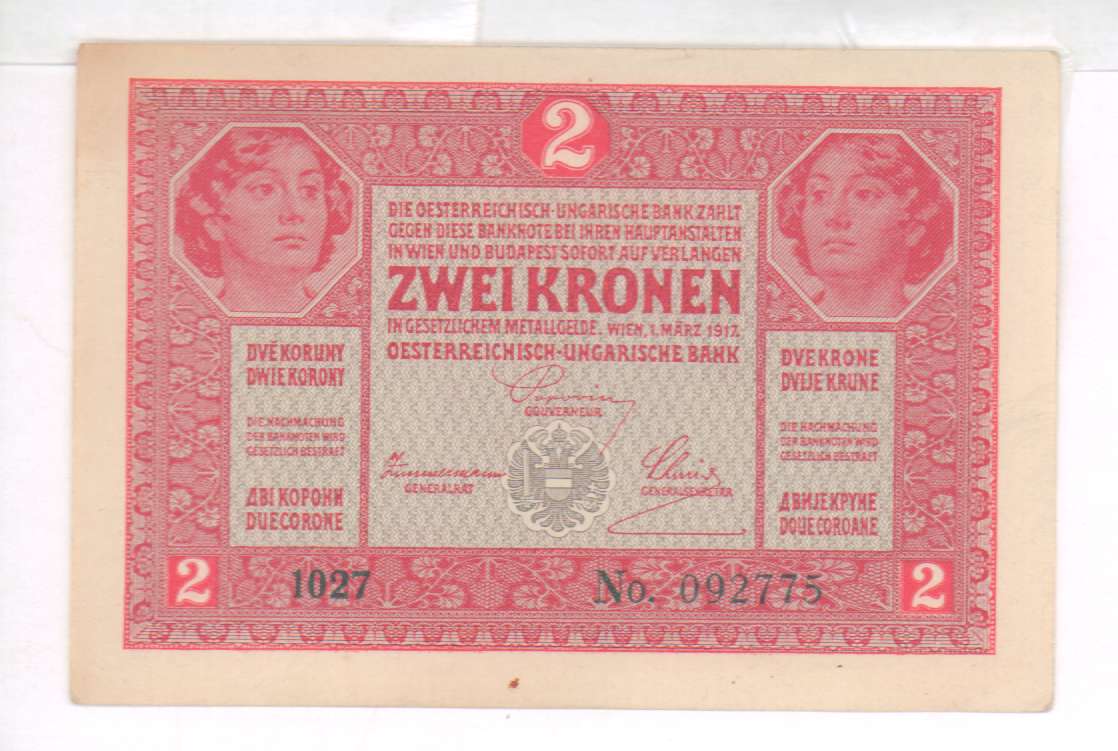 2
DIE OESTERREICHISCH-UNGARISCHE BANK ZAHLT
GEGEN DIESE BANKNOTE BEI IHREN HAUPTANSTALTEN
IN WIEN UND BUDAPEST SOFORT AUF VERLANGEN
ZWEI KRONEN
IN GESETZLICHEM METALLGELDE. WIEN, 1. MÄRZ 1917.
OESTERREICHISCH-UNGARISCHE BANK
Popovics
GOUVERNEUR
GENERALRAT
GENERALSEKRETÄR
DVĚ KORUNY
DWIE KORONY
DIE NACHMACHUNG
DER BANKNOTEN WIRD
GESETZLICH BESTRAFT
ДВІ КОРОНИ
DUE CORONE
DVE KRONE
DVIJE KRUNE
DIE NACHMACHUNG
DER BANKNOTEN WIRD
GESETZLICH BESTRAFT
ДВИЈЕ КРУНЕ
DOUE COROANE
2
1027
No. 092775
2